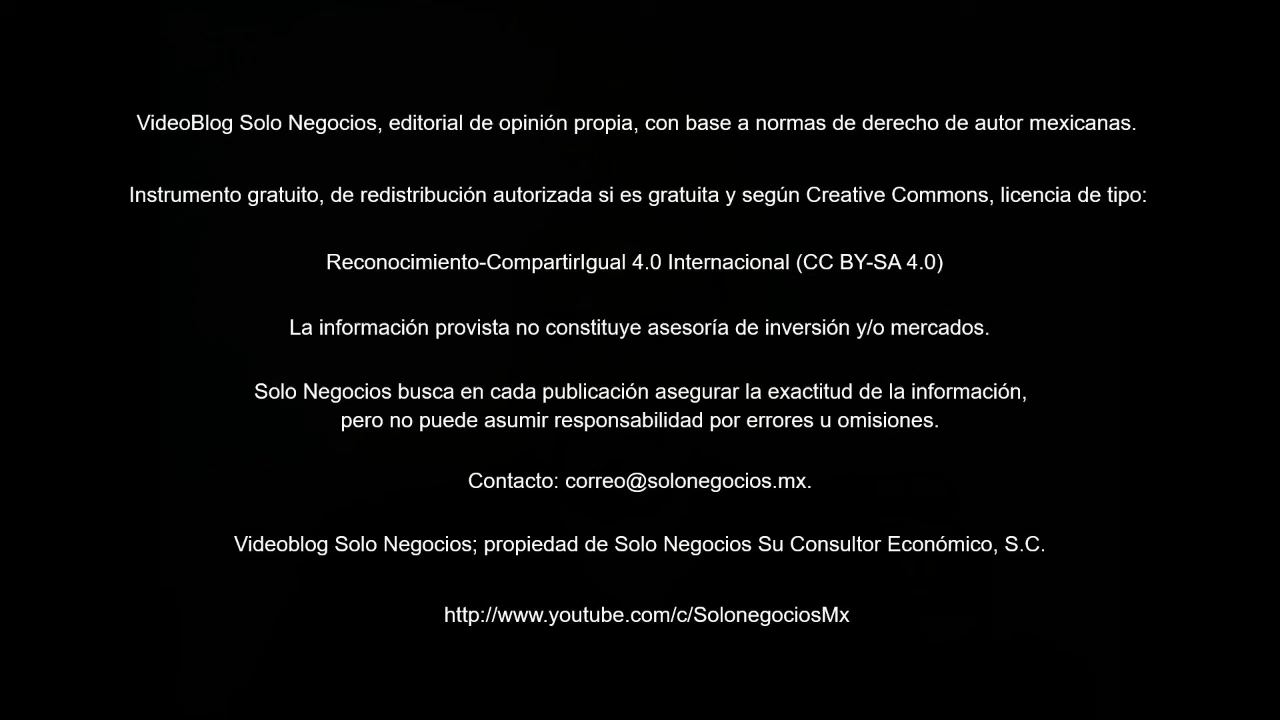 VideoBlog Solo Negocios, editorial de opinión propia, con base a normas de derecho de autor mexicanas.
Instrumento gratuito, de redistribución autorizada si es gratuita y según Creative Commons, licencia de tipo:
Reconocimiento-CompartirIgual 4.0 Internacional (CC BY-SA 4.0)
La información provista no constituye asesoría de inversión y/o mercados.
Solo Negocios busca en cada publicación asegurar la exactitud de la información,
pero no puede asumir responsabilidad por errores u omisiones.
Contacto: correo@solonegocios.mx.
Videoblog Solo Negocios; propiedad de Solo Negocios Su Consultor Económico, S.C.
http://www.youtube.com/c/SolonegociosMx